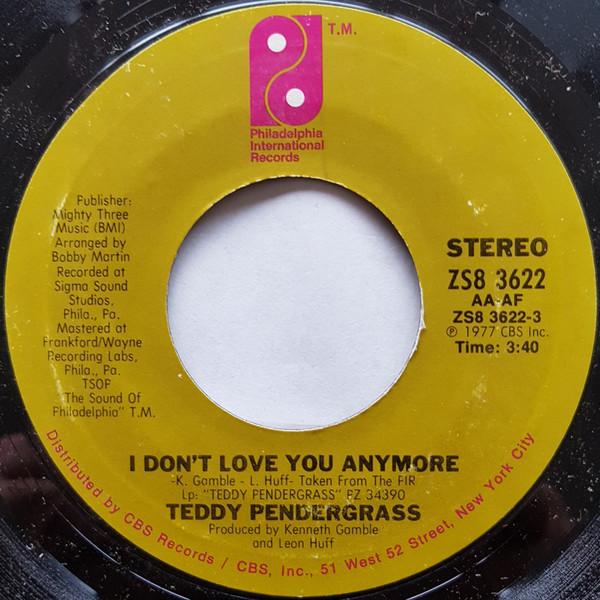 T.M.
Philadelphia
International
Records
Publisher:
Mighty Three
Music (BMI)
Arranged by
Bobby Martin
Recorded at
Sigma Sound
Studios,
Phila., Pa.
Mastered at
Frankford/Wayne
Recording Labs,
Phila., Pa.
TSOP
"The Sound Of
Philadelphia" T.M.
STEREO
ZS8 3622
AA-AF
ZS8 3622-3
Ⓟ 1977 CBS Inc.
Time: 3:40
I DON'T LOVE YOU ANYMORE
-K. Gamble - L. Huff- Taken From The PIR
Lp: "TEDDY PENDERGRASS" PZ 34390
TEDDY PENDERGRASS
Produced by Kenneth Gamble
and Leon Huff
Distributed by CBS Records / CBS, Inc., 51 West 52 Street, New York City